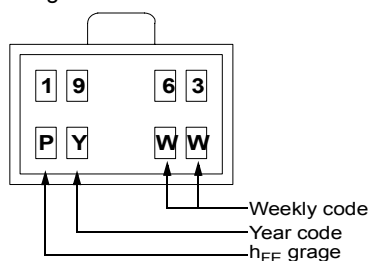 1 9 6 3
P Y W W
Weekly code
Year code
hFE grage